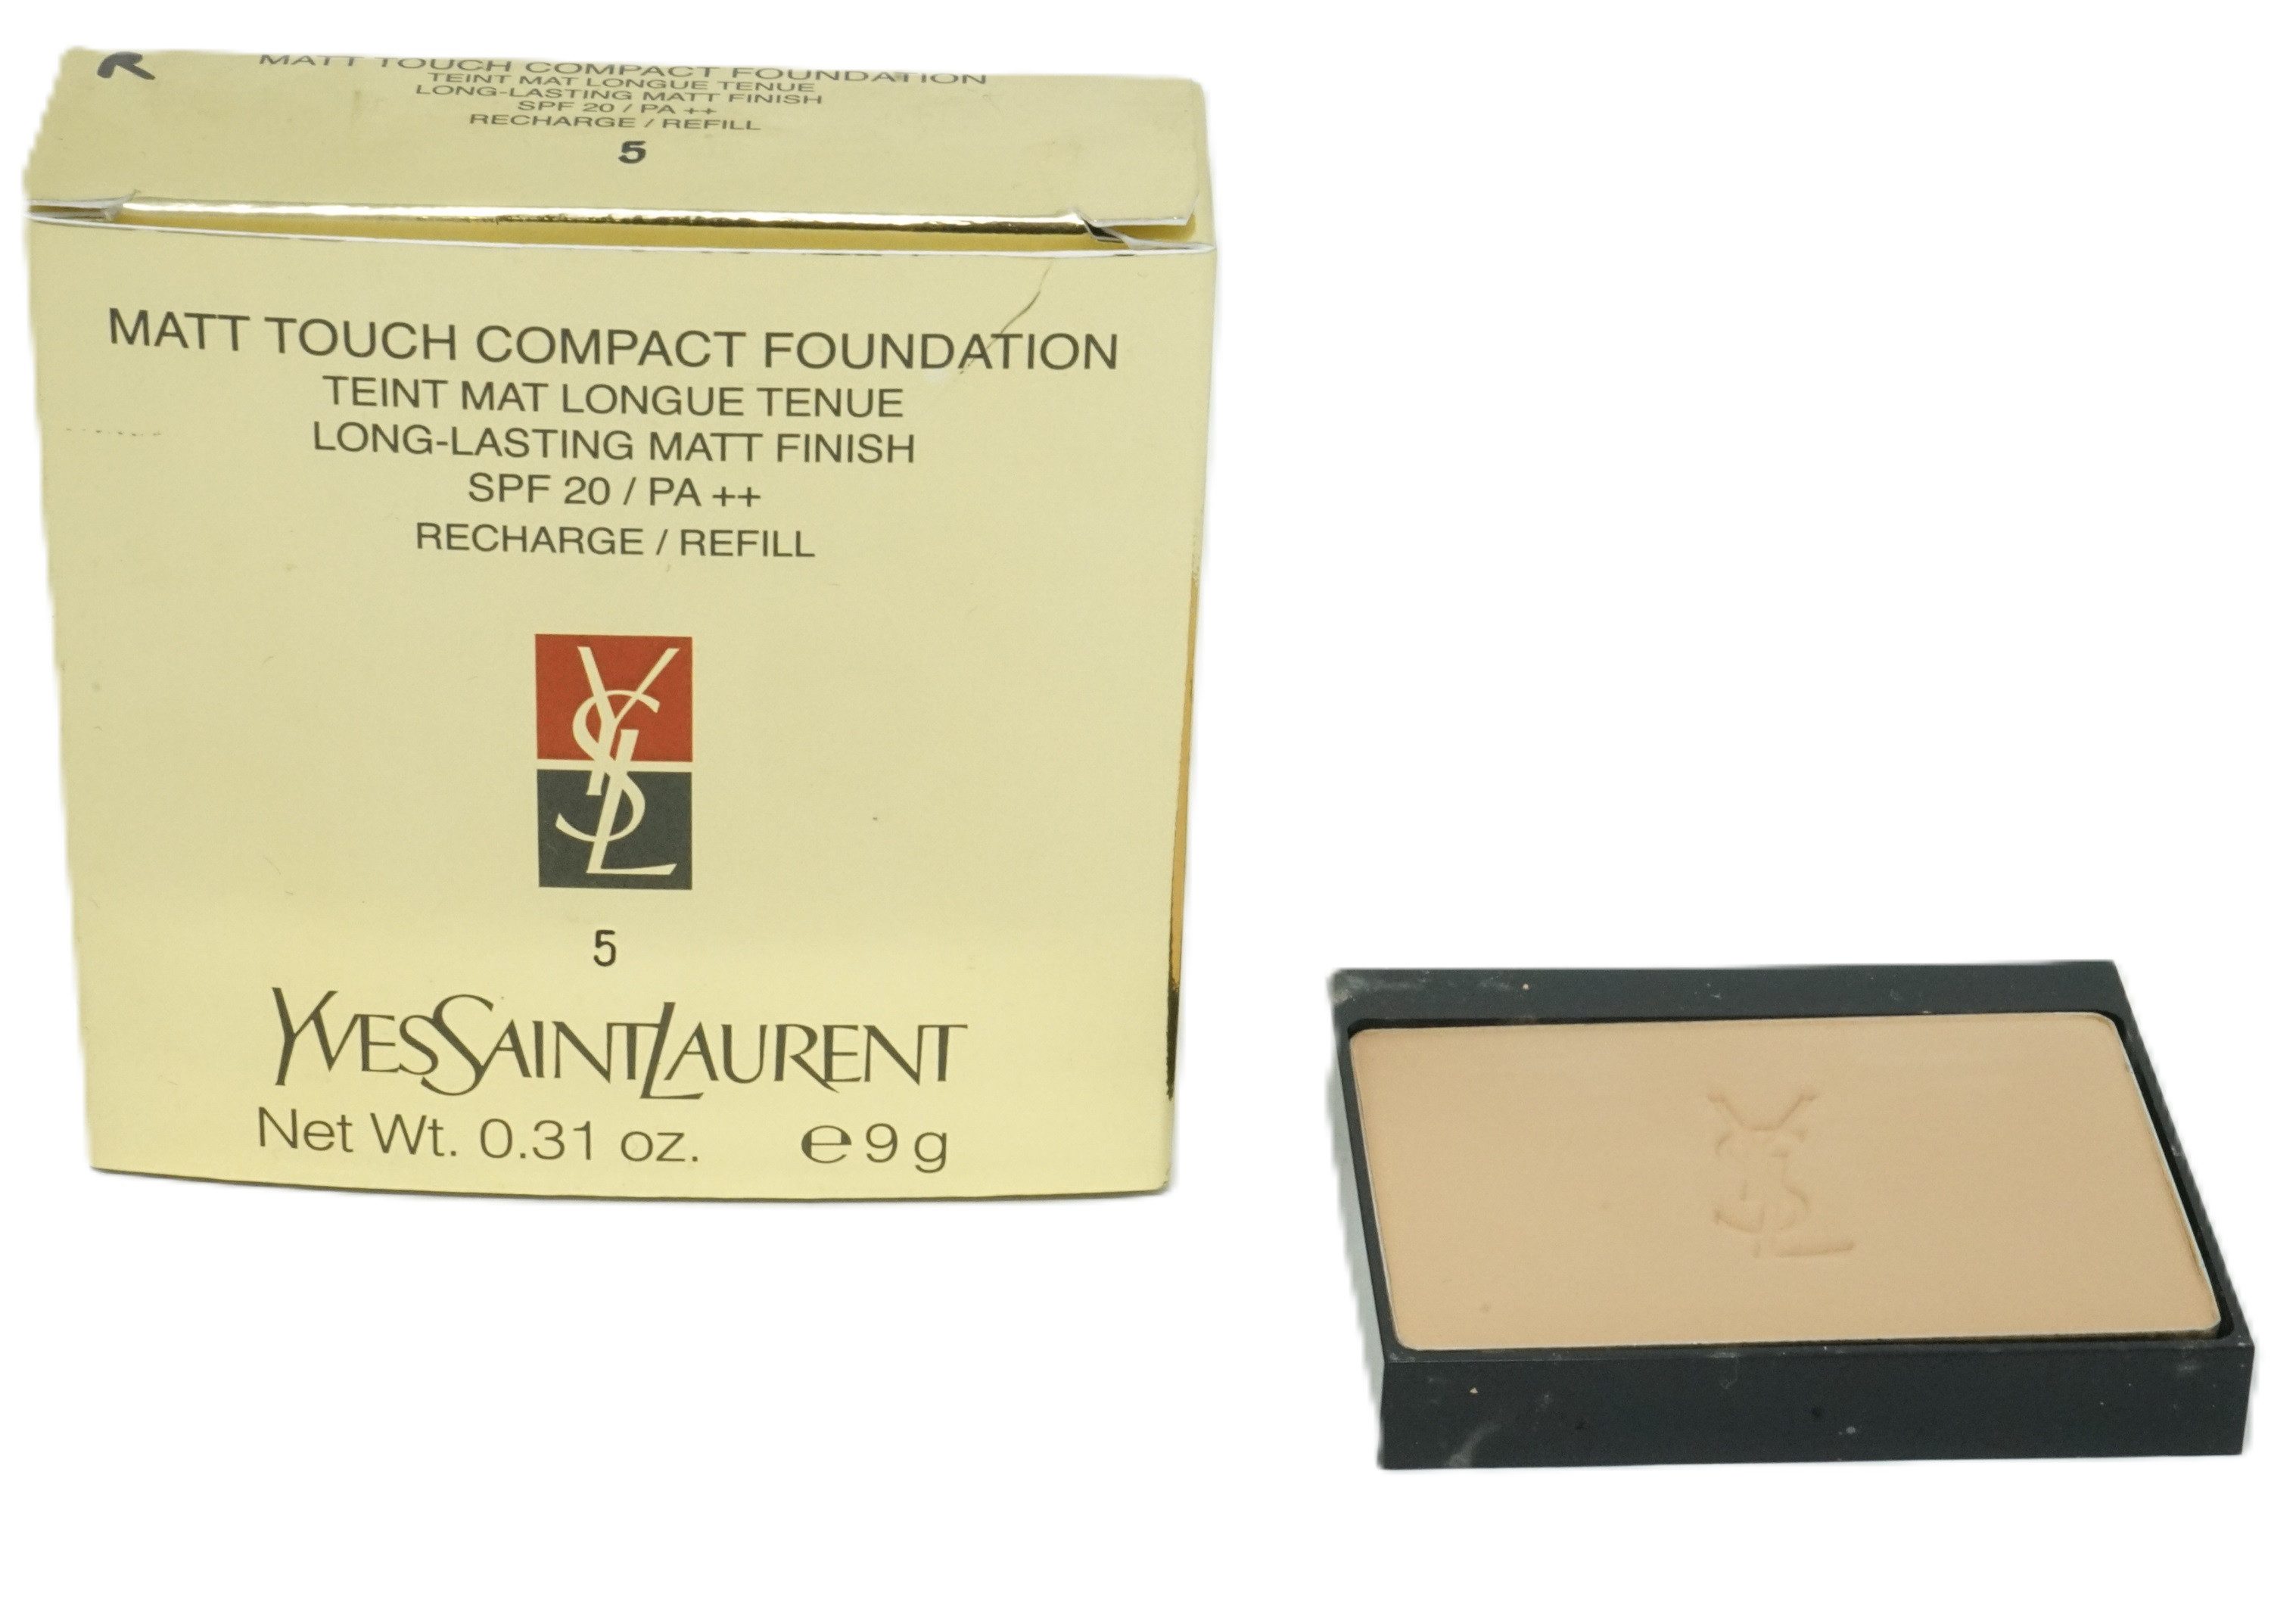 R
MATT TOUCH COMPACT FOUNDATION
TEINT MAT LONGUE TENUE
LONG-LASTING MATT FINISH
SPF 20 / PA ++
RECHARGE / REFILL
5
MATT TOUCH COMPACT FOUNDATION
TEINT MAT LONGUE TENUE
LONG-LASTING MATT FINISH
SPF 20 / PA ++
RECHARGE / REFILL
YSL
5
YVESSAINTLAURENT
Net Wt. 0.31 oz. e 9 g
YSL